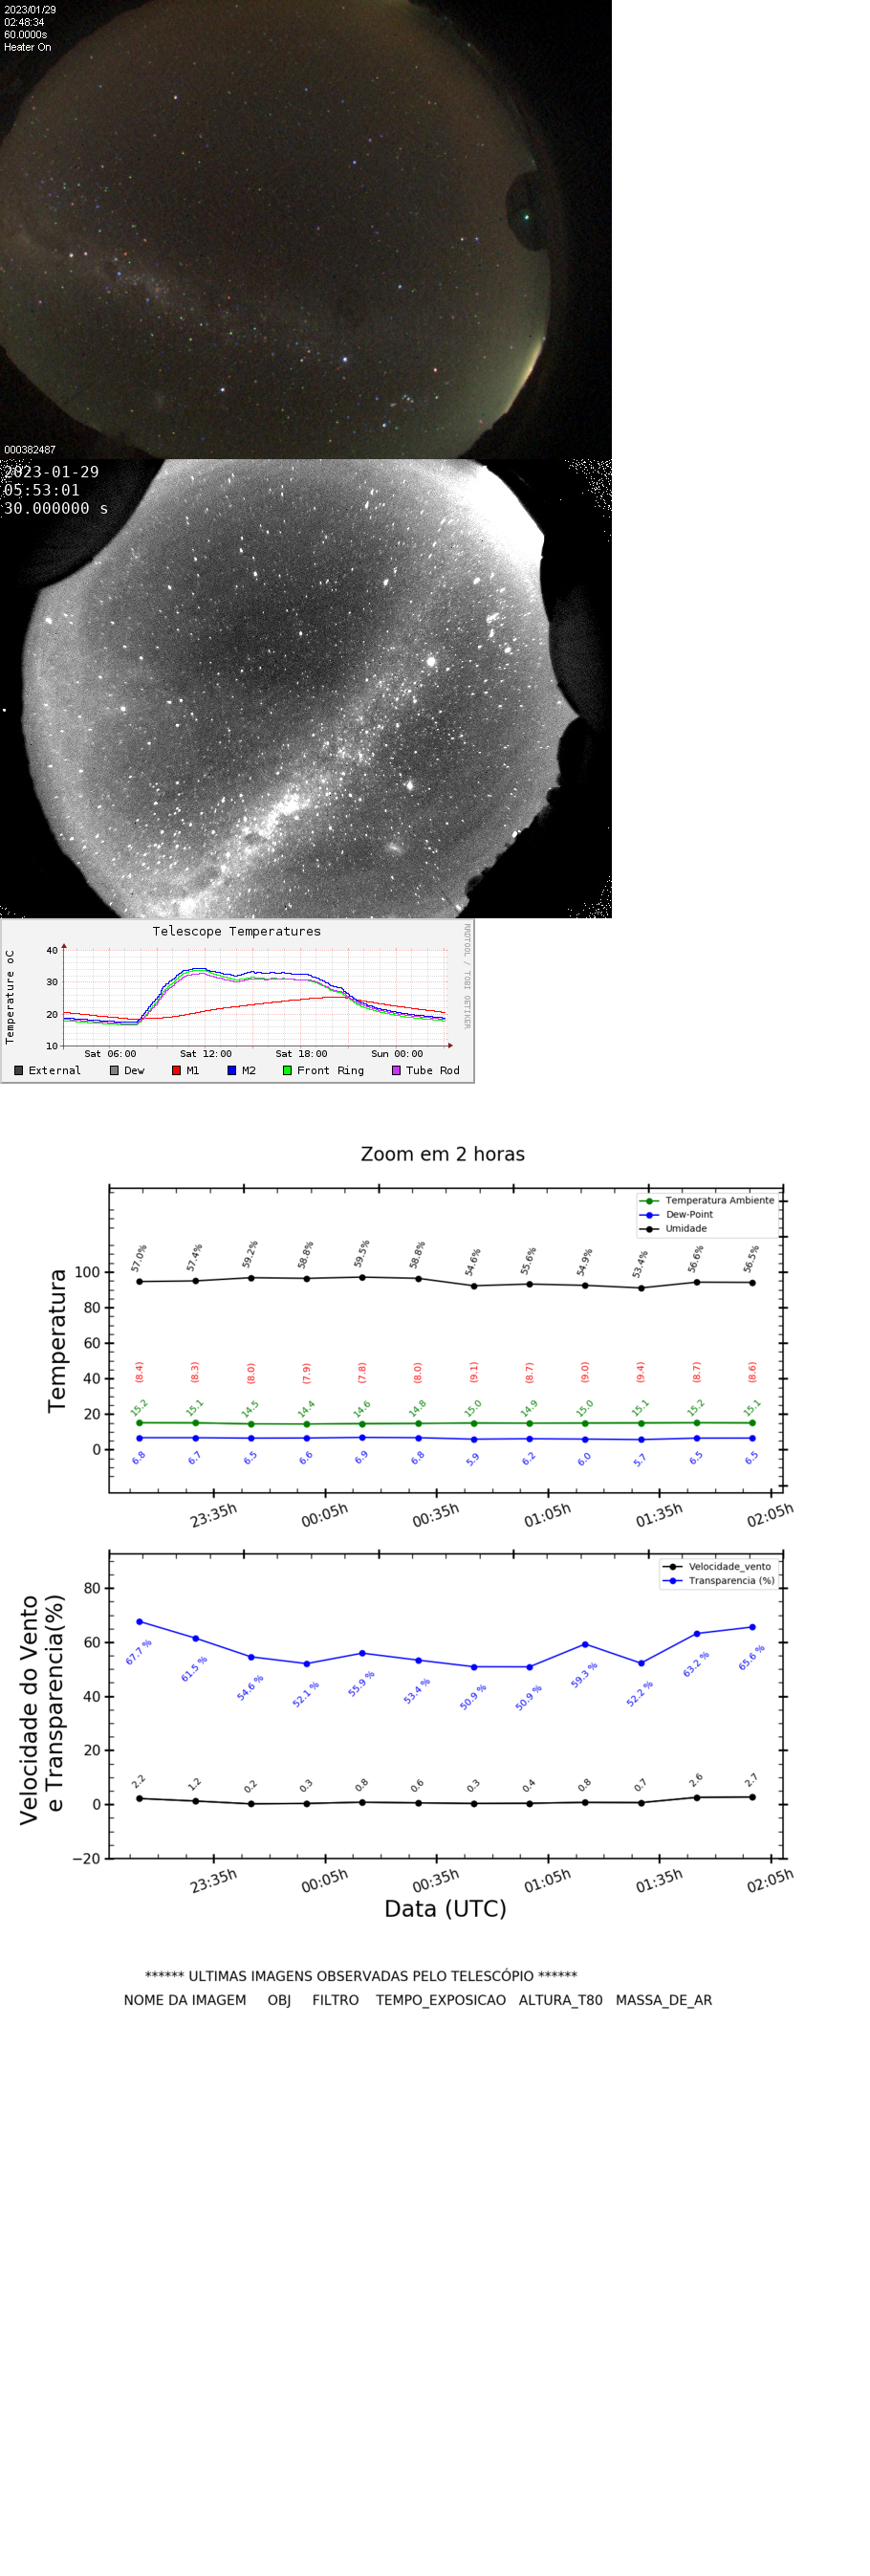 2023/01/29
02:48:34
60.0000s
Heater On
000382487
2023-01-29
05:53:01
30.000000 s
Telescope Temperatures
RRDTOOL / TOBI OETIKER
Temperature oC
40
30
20
10
Sat 06:00 Sat 12:00 Sat 18:00 Sun 00:00
External Dew M1 M2 Front Ring Tube Rod
Zoom em 2 horas
Temperatura Ambiente
Dew-Point
Umidade
Temperatura
100
80
60
40
20
0
57.0% 57.4% 59.2% 58.8% 59.5% 58.8% 54.6% 55.6% 54.9% 53.4% 56.6% 56.5%
(8.4) (8.3) (8.0) (7.9) (7.8) (8.0) (9.1) (8.7) (9.0) (9.4) (8.7) (8.6)
15.2 15.1 14.5 14.4 14.6 14.8 15.0 14.9 15.0 15.1 15.2 15.1
6.8 6.7 6.5 6.6 6.9 6.8 5.9 6.2 6.0 5.7 6.5 6.5
23:35h 00:05h 00:35h 01:05h 01:35h 02:05h
Velocidade_vento
Transparencia (%)
Velocidade do Vento
e Transparencia(%)
80
60
40
20
0
−20
67.7 % 61.5 % 54.6 % 52.1 % 55.9 % 53.4 % 50.9 % 50.9 % 59.3 % 52.2 % 63.2 % 65.6 %
2.2 1.2 0.2 0.3 0.8 0.6 0.3 0.4 0.8 0.7 2.6 2.7
23:35h 00:05h 00:35h 01:05h 01:35h 02:05h
Data (UTC)
****** ULTIMAS IMAGENS OBSERVADAS PELO TELESCÓPIO ******
NOME DA IMAGEM OBJ FILTRO TEMPO_EXPOSICAO ALTURA_T80 MASSA_DE_AR